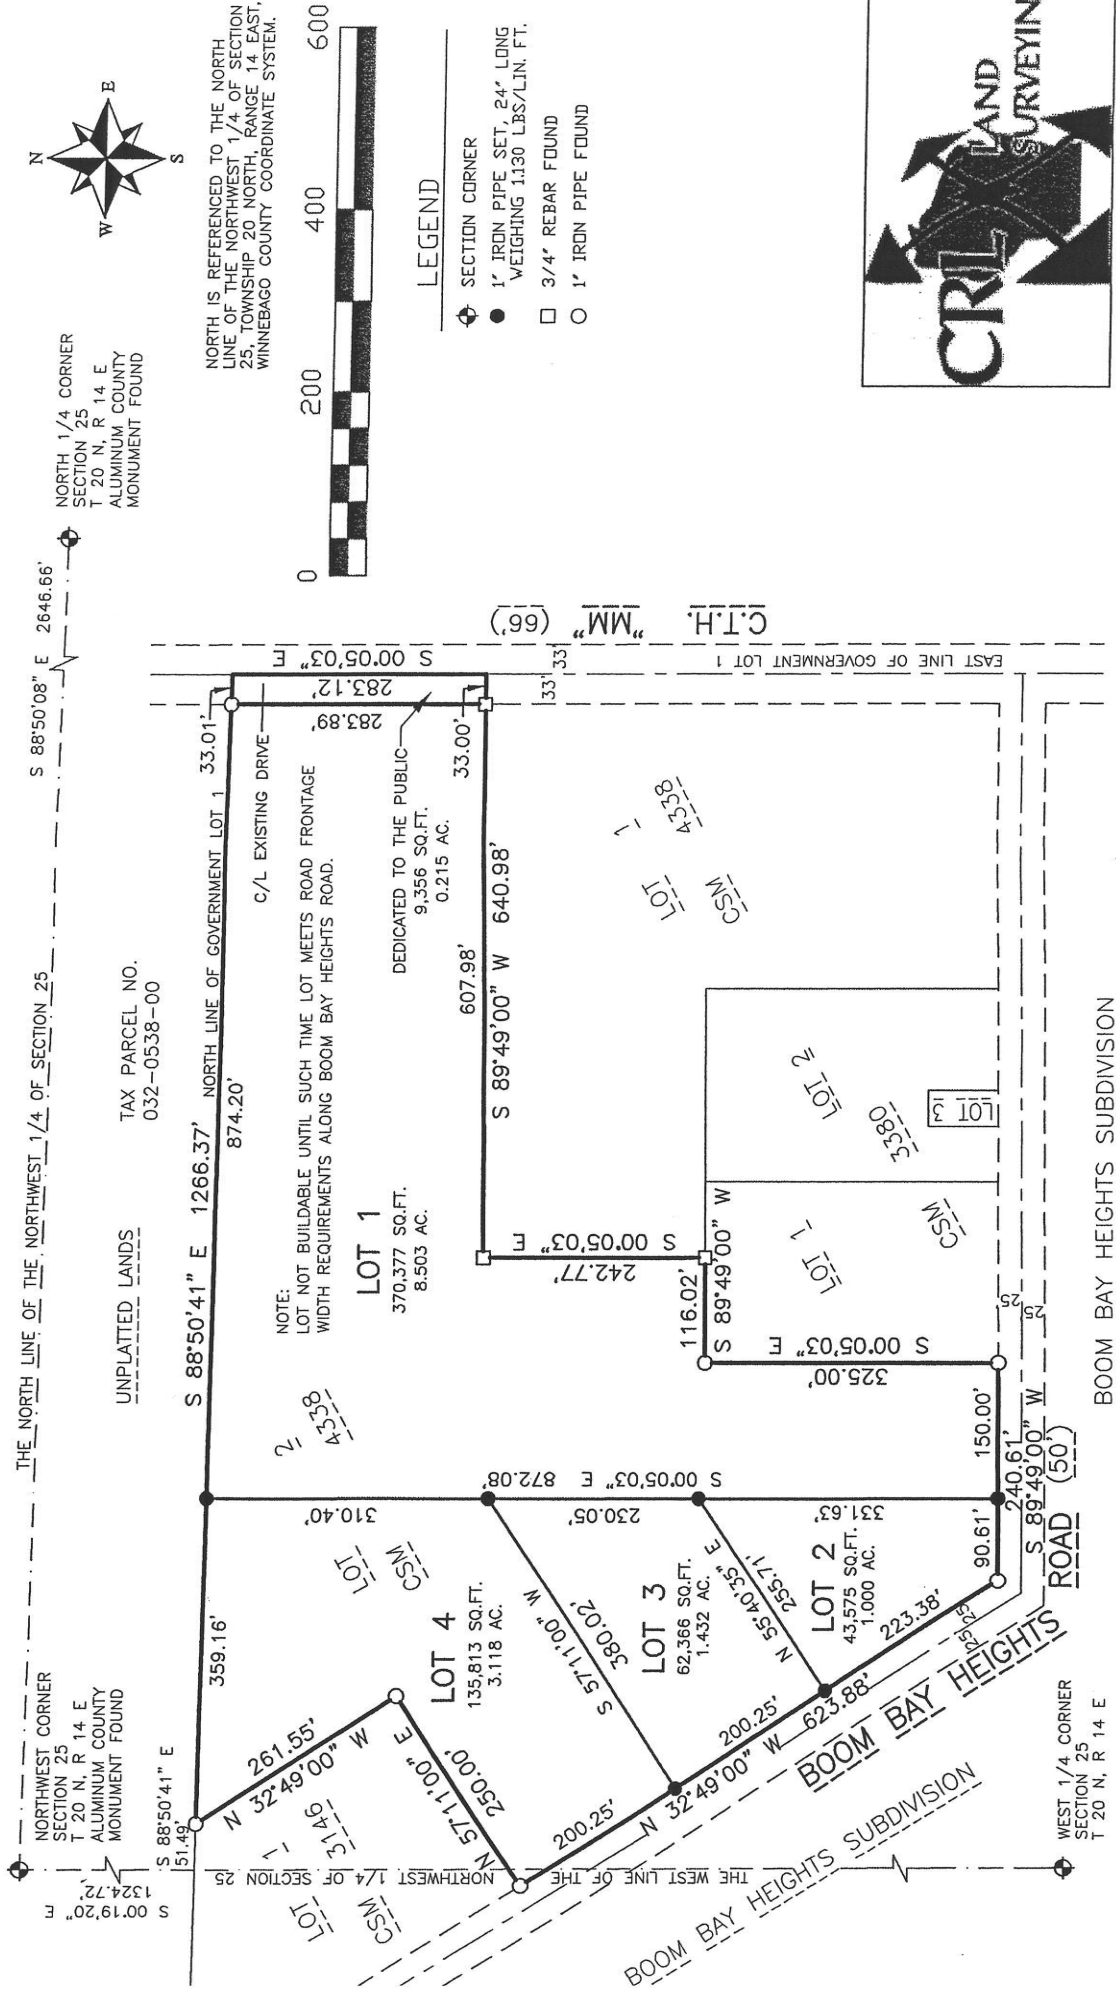 N
E
W
S
NORTH IS REFERENCED TO THE NORTH
LINE OF THE NORTHWEST 1/4 OF SECTION
25, TOWNSHIP 20 NORTH, RANGE 14 EAST,
WINNEBAGO COUNTY COORDINATE SYSTEM.
0
200
400
600
LEGEND
SECTION CORNER
1" IRON PIPE SET, 24" LONG
WEIGHING 1.130 LBS/LIN. FT.
3/4" REBAR FOUND
1" IRON PIPE FOUND
CRL
LAND
SURVEYIN
NORTH 1/4 CORNER
SECTION 25
T 20 N, R 14 E
ALUMINUM COUNTY
MONUMENT FOUND
S 88°50'08" E 2646.66'
THE NORTH LINE OF THE NORTHWEST 1/4 OF SECTION 25
NORTHWEST CORNER
SECTION 25
T 20 N, R 14 E
ALUMINUM COUNTY
MONUMENT FOUND
S 00°19'20" E
1324.72'
S 88°50'41" E
51.49'
UNPLATTED LANDS
TAX PARCEL NO.
032-0538-00
S 88°50'41" E 1266.37'
NORTH LINE OF GOVERNMENT LOT 1
359.16'
874.20'
33.01'
C/L EXISTING DRIVE
S 00°05'03" E
283.12'
283.89'
DEDICATED TO THE PUBLIC
9,356 SQ.FT.
0.215 AC.
33.00'
33'
33'
C.T.H. "MM" (66')
EAST LINE OF GOVERNMENT LOT 1
NOTE:
LOT NOT BUILDABLE UNTIL SUCH TIME LOT MEETS ROAD FRONTAGE
WIDTH REQUIREMENTS ALONG BOOM BAY HEIGHTS ROAD.
LOT 1
370,377 SQ.FT.
8.503 AC.
607.98'
S 89°49'00" W 640.98'
S 00°05'03" E
242.77'
116.02'
S 89°49'00" W
S 00°05'03" E
325.00'
LOT 1
CSM 4338
LOT 1
LOT 2
LOT 3
CSM 3380
LOT 2
CSM 4338
310.40'
872.08'
S 00°05'03" E
230.05'
331.63'
261.55'
N 32°49'00" W
N 57°11'00" E
250.00'
LOT 1
CSM 3146
LOT 4
135,813 SQ.FT.
3.118 AC.
S 57°11'00" W
380.02'
LOT 3
62,366 SQ.FT.
1.432 AC.
N 55°40'35" E
255.71'
LOT 2
43,575 SQ.FT.
1.000 AC.
200.25'
200.25'
223.38'
N 32°49'00" W 623.88'
90.61'
150.00'
240.61'
S 89°49'00" W
25
25
25'
25'
BOOM BAY HEIGHTS
ROAD (50')
THE WEST LINE OF THE NORTHWEST 1/4 OF SECTION 25
BOOM BAY HEIGHTS SUBDIVISION
BOOM BAY HEIGHTS SUBDIVISION
WEST 1/4 CORNER
SECTION 25
T 20 N, R 14 E